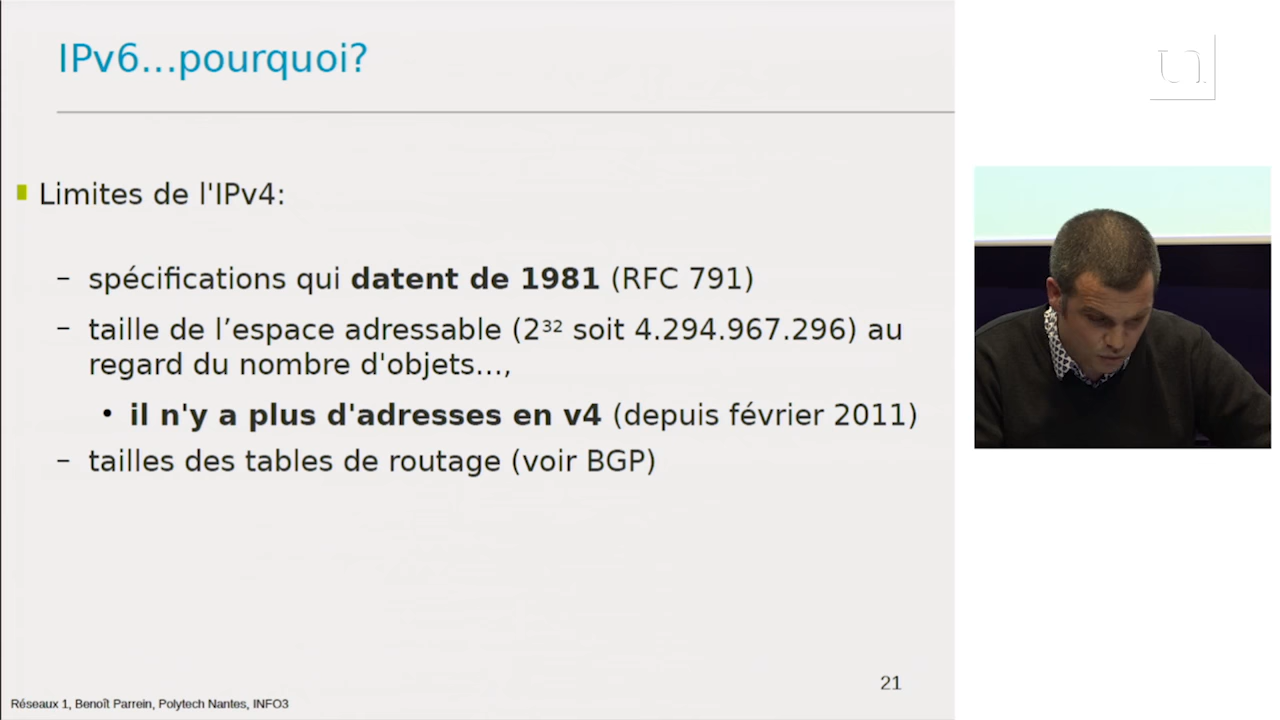 IPv6...pourquoi?
Limites de l'IPv4:
– spécifications qui datent de 1981 (RFC 791)
– taille de l’espace adressable (2³² soit 4.294.967.296) au
regard du nombre d'objets...,
• il n'y a plus d'adresses en v4 (depuis février 2011)
– tailles des tables de routage (voir BGP)
21
Réseaux 1, Benoît Parrein, Polytech Nantes, INFO3